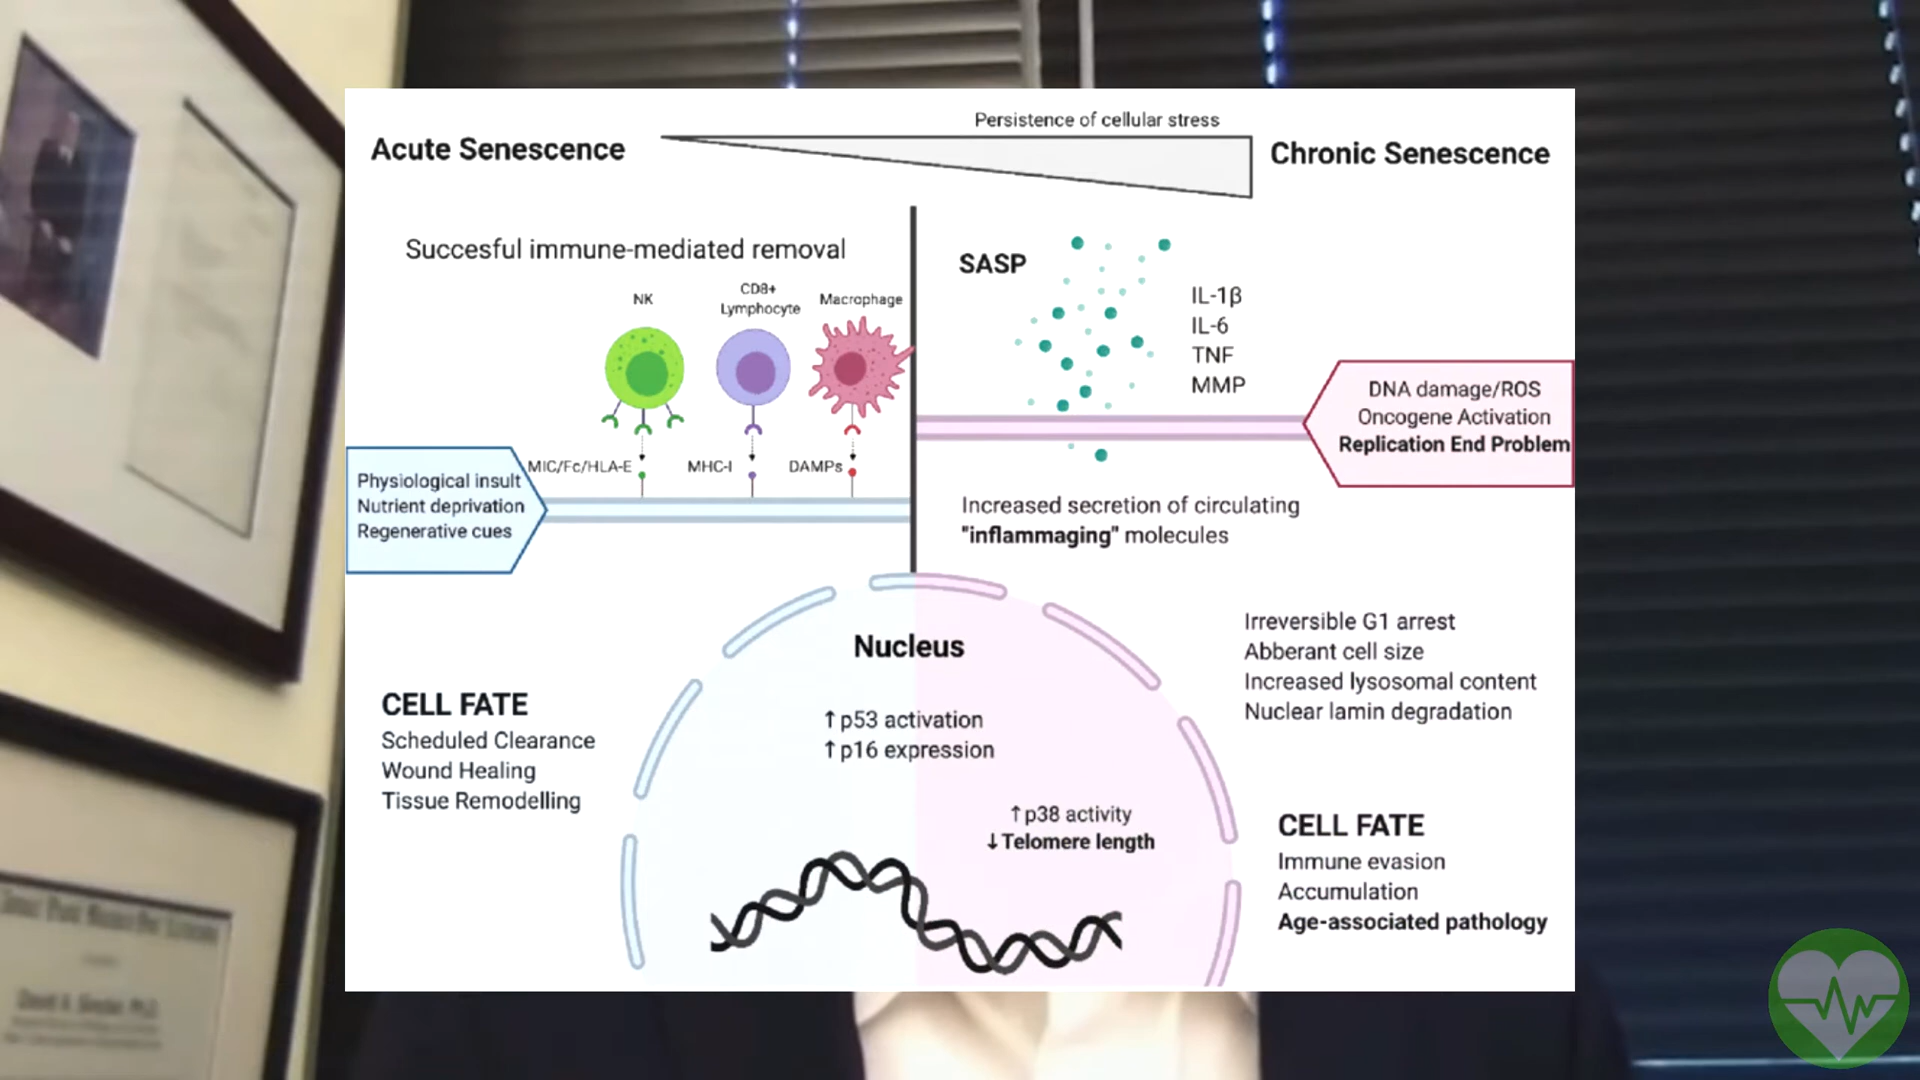 Persistence of cellular stress
Acute Senescence
Chronic Senescence
Succesful immune-mediated removal
NK
CD8+
Lymphocyte
Macrophage
MIC/Fc/HLA-E
MHC-I
DAMPs
Physiological insult
Nutrient deprivation
Regenerative cues
SASP
IL-1β
IL-6
TNF
MMP
DNA damage/ROS
Oncogene Activation
Replication End Problem
Increased secretion of circulating
"inflammaging" molecules
Nucleus
↑p53 activation
↑p16 expression
↑p38 activity
↓Telomere length
CELL FATE
Scheduled Clearance
Wound Healing
Tissue Remodelling
Irreversible G1 arrest
Abberant cell size
Increased lysosomal content
Nuclear lamin degradation
CELL FATE
Immune evasion
Accumulation
Age-associated pathology